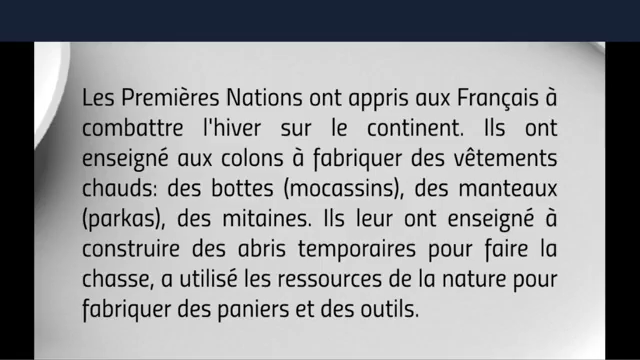 Les Premières Nations ont appris aux Français à
combattre l'hiver sur le continent. Ils ont
enseigné aux colons à fabriquer des vêtements
chauds: des bottes (mocassins), des manteaux
(parkas), des mitaines. Ils leur ont enseigné à
construire des abris temporaires pour faire la
chasse, a utilisé les ressources de la nature pour
fabriquer des paniers et des outils.